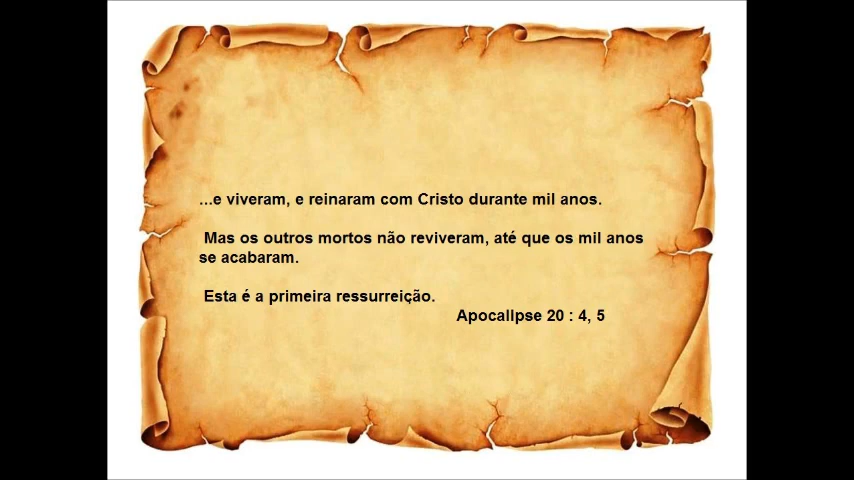 ...e viveram, e reinaram com Cristo durante mil anos.
Mas os outros mortos não reviveram, até que os mil anos
se acabaram.
Esta é a primeira ressurreição.
ApocalIpse 20 : 4, 5